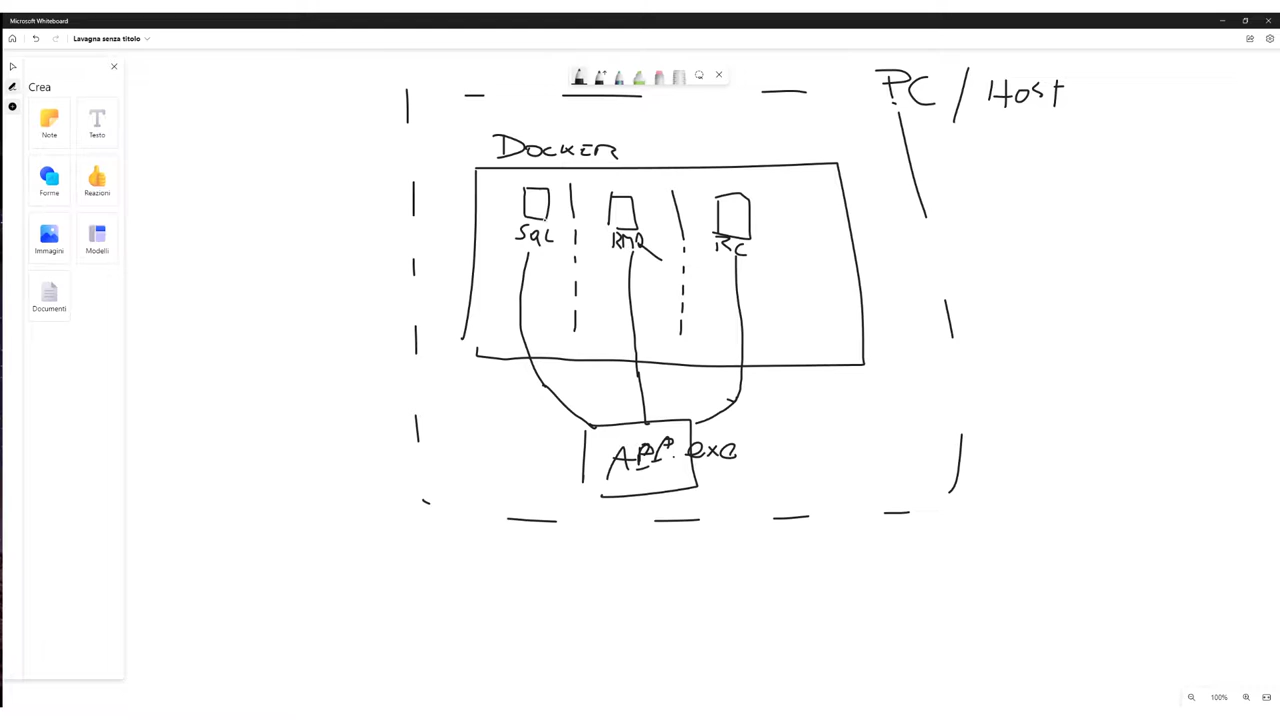 Microsoft Whiteboard
Lavagna senza titolo
Crea
Note
Testo
Forme
Reazioni
Immagini
Modelli
Documenti
PC / Host
DOCKER
SQL
RMQ
API.exe
100%